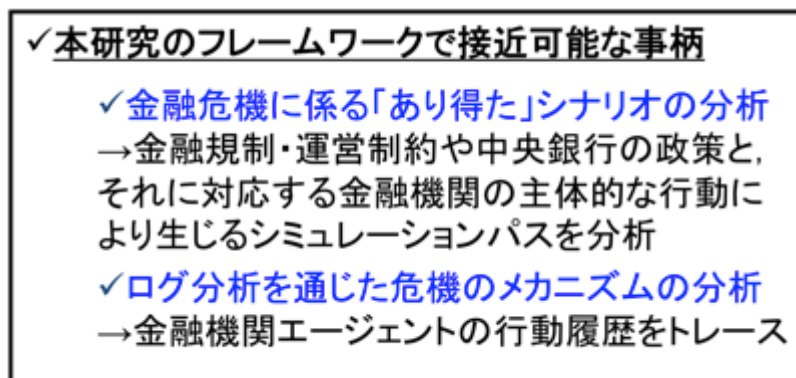 ✓本研究のフレームワークで接近可能な事柄
✓金融危機に係る「あり得た」シナリオの分析
→金融規制・運営制約や中央銀行の政策と,
それに対応する金融機関の主体的な行動に
より生じるシミュレーションパスを分析
✓ログ分析を通じた危機のメカニズムの分析
→金融機関エージェントの行動履歴をトレース